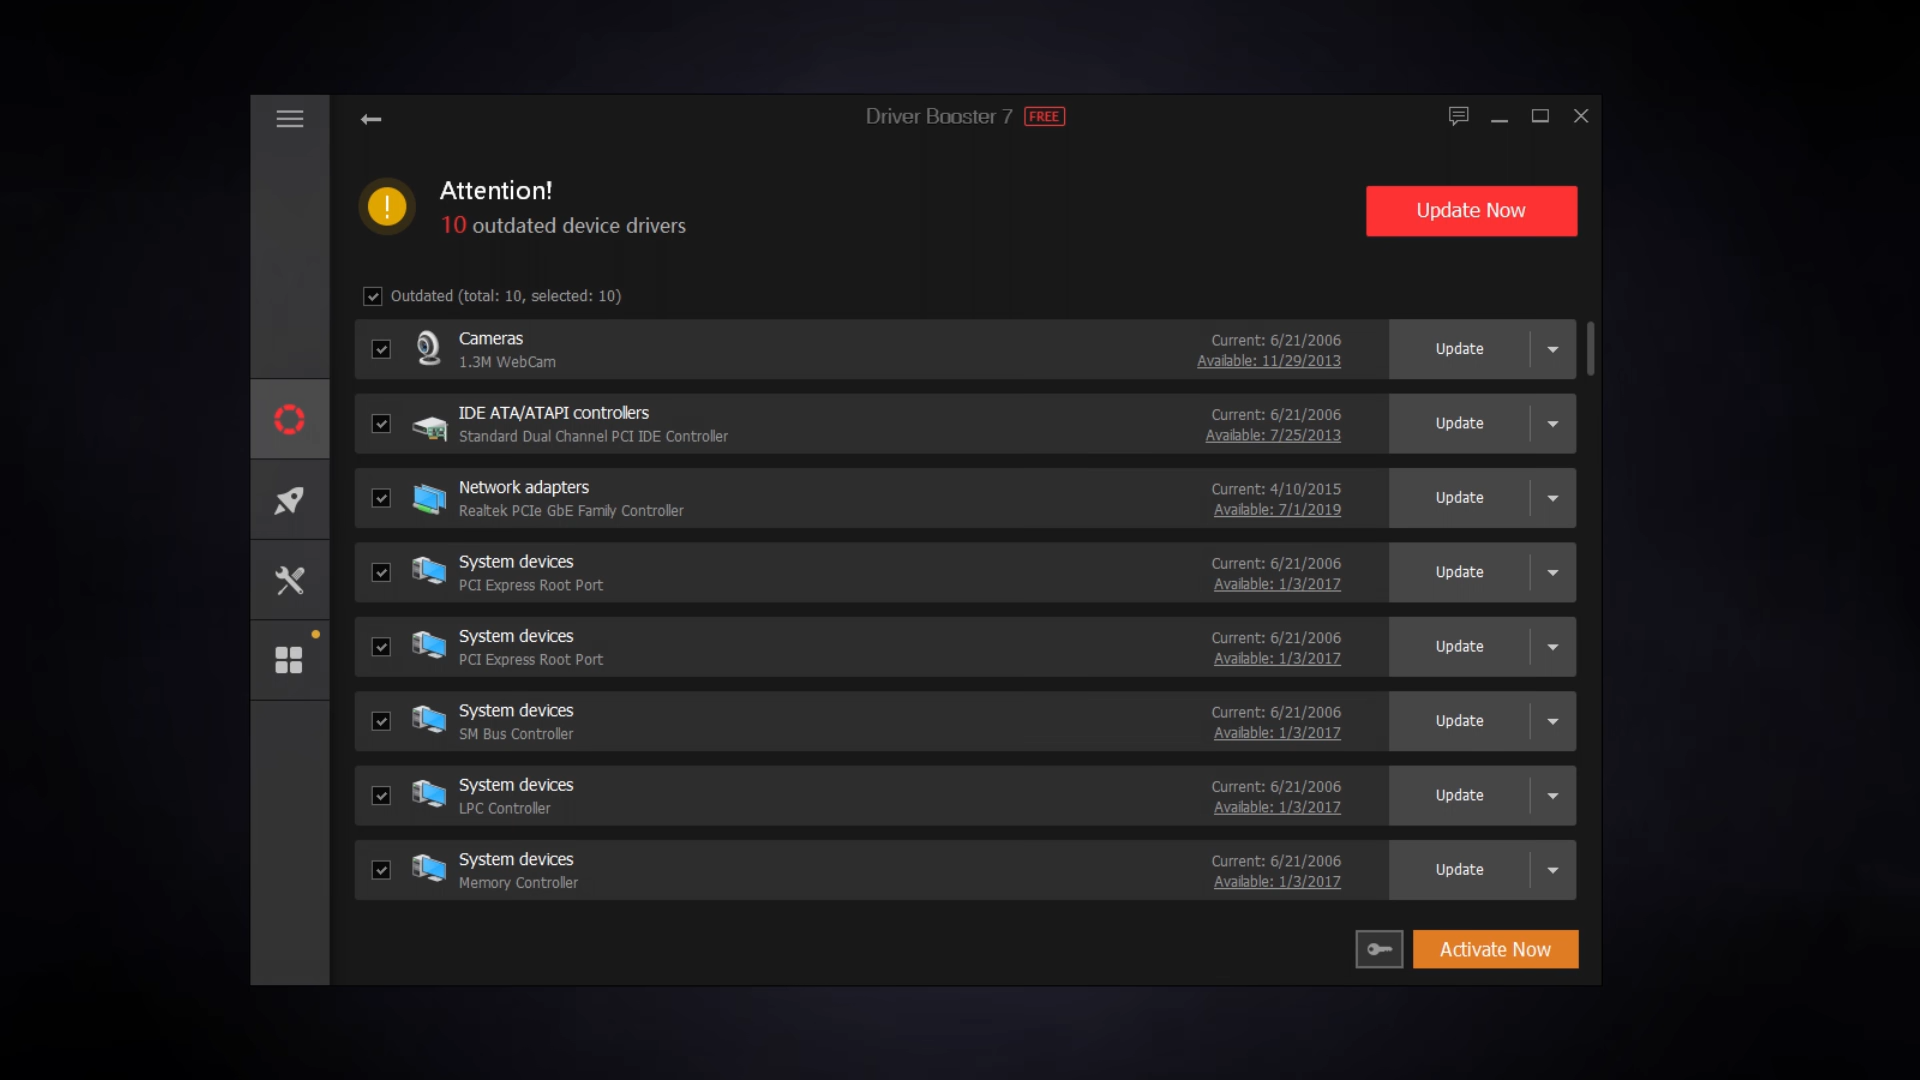 Driver Booster 7 FREE
Attention!
10 outdated device drivers
Update Now
Outdated (total: 10, selected: 10)
Cameras
1.3M WebCam
Current: 6/21/2006
Available: 11/29/2013
Update
IDE ATA/ATAPI controllers
Standard Dual Channel PCI IDE Controller
Current: 6/21/2006
Available: 7/25/2013
Update
Network adapters
Realtek PCIe GbE Family Controller
Current: 4/10/2015
Available: 7/1/2019
Update
System devices
PCI Express Root Port
Current: 6/21/2006
Available: 1/3/2017
Update
System devices
PCI Express Root Port
Current: 6/21/2006
Available: 1/3/2017
Update
System devices
SM Bus Controller
Current: 6/21/2006
Available: 1/3/2017
Update
System devices
LPC Controller
Current: 6/21/2006
Available: 1/3/2017
Update
System devices
Memory Controller
Current: 6/21/2006
Available: 1/3/2017
Update
Activate Now